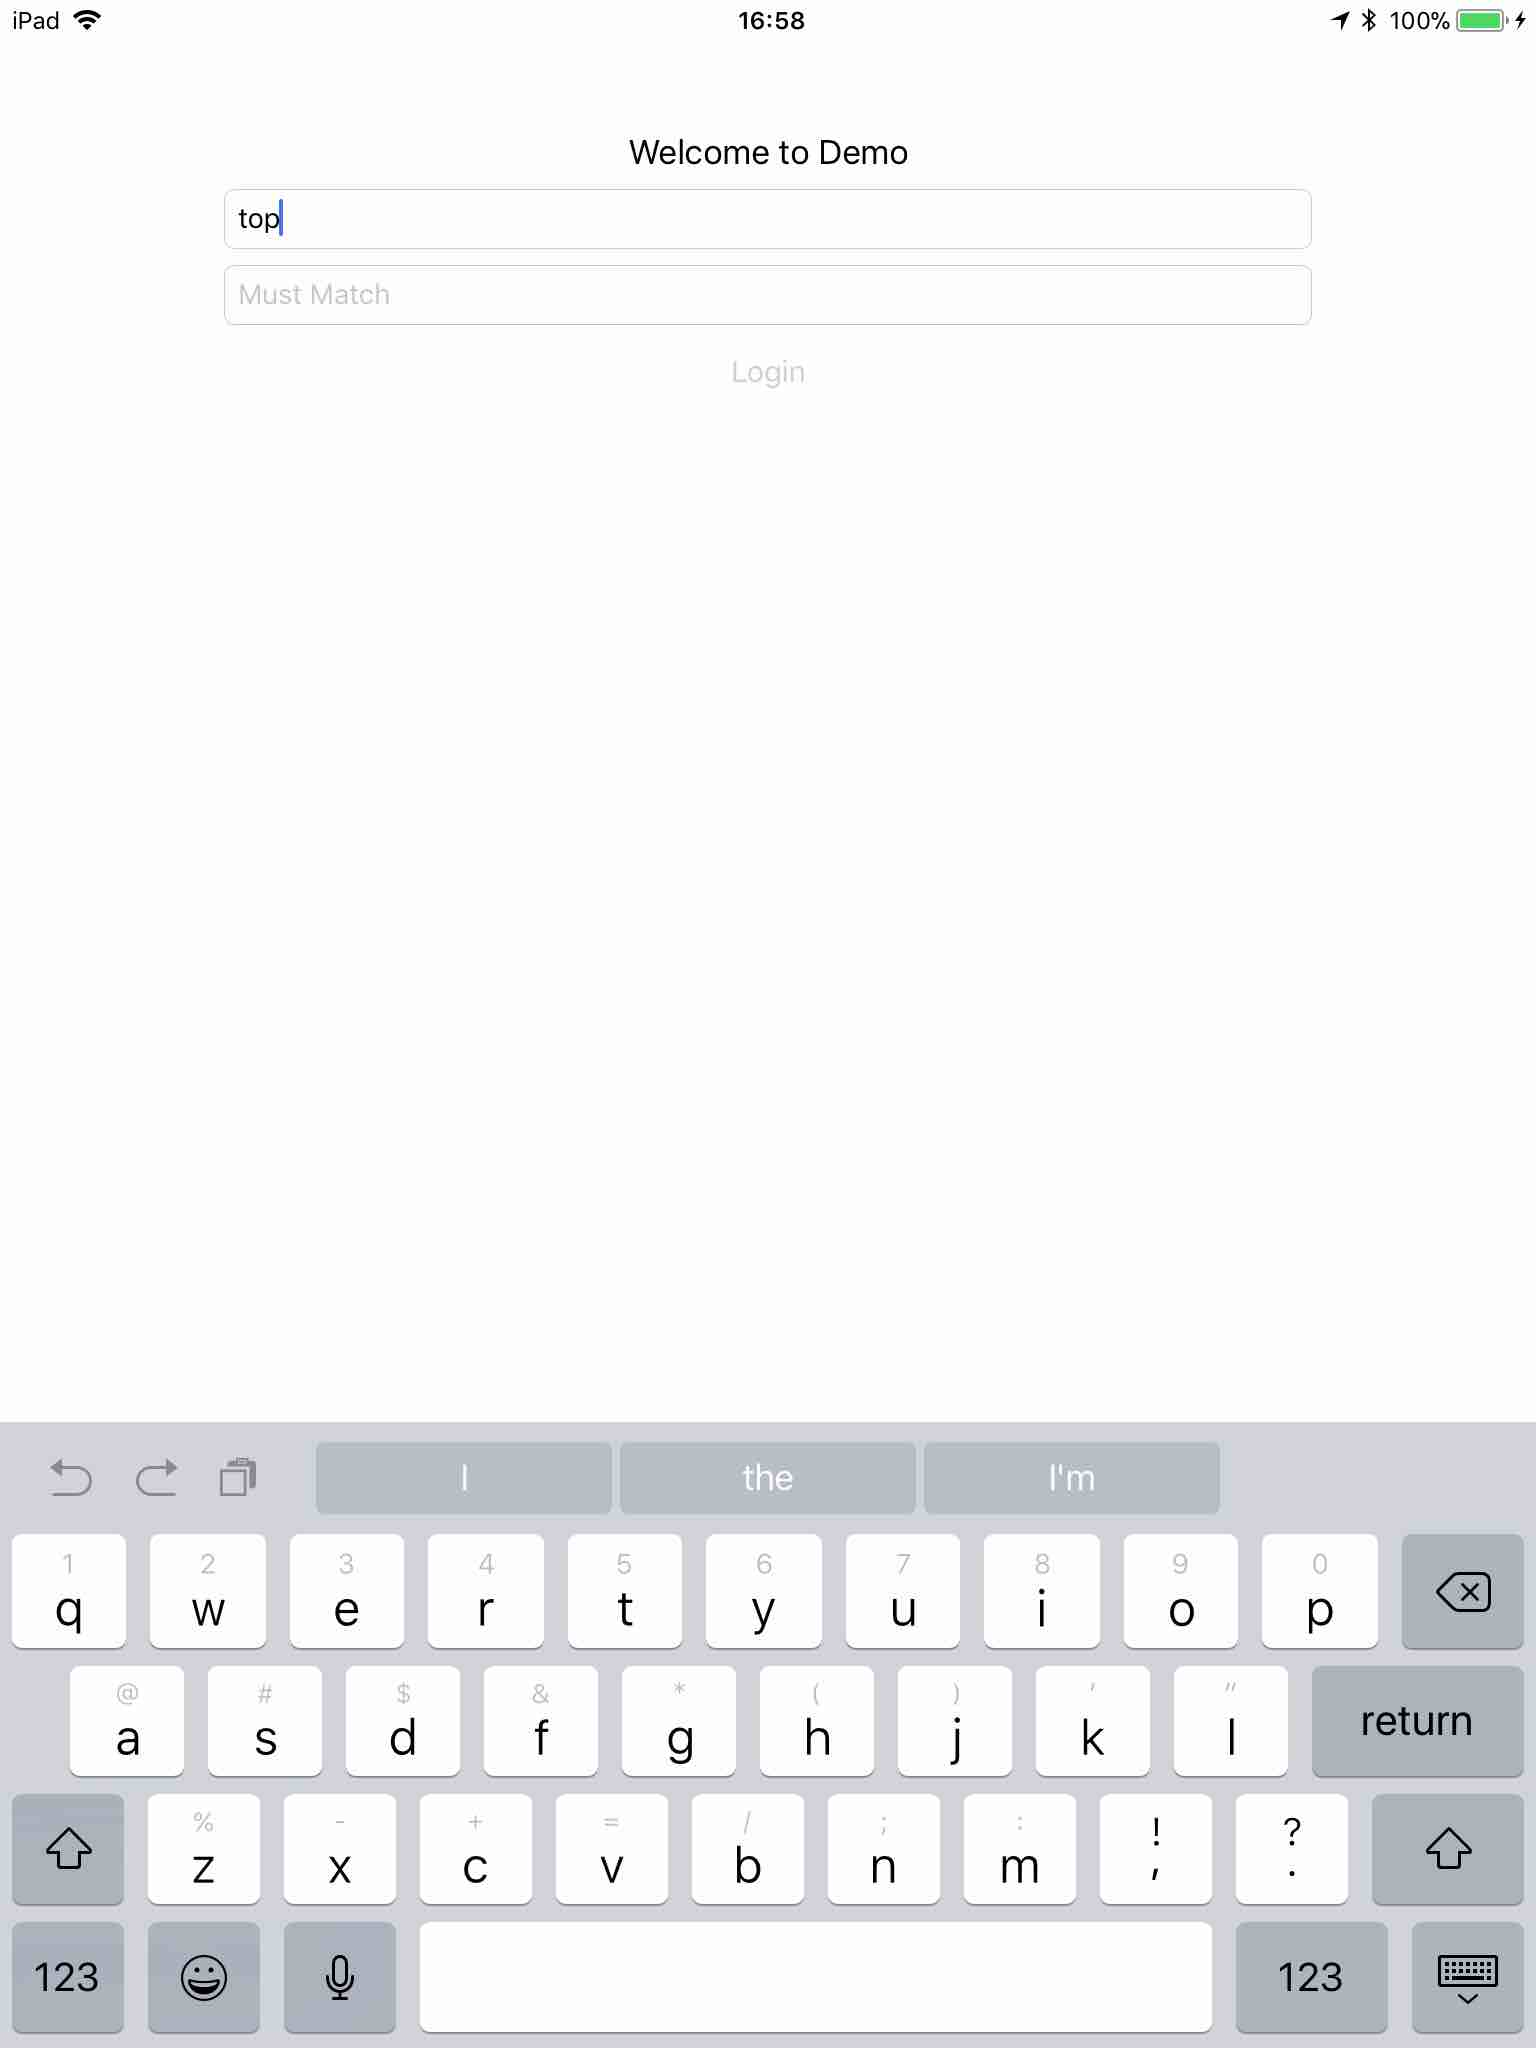 iPad 16:58 100%
Welcome to Demo
top
Must Match
Login
I the I'm
1 2 3 4 5 6 7 8 9 0
q w e r t y u i o p
@ # $ & * ( ) ' "
a s d f g h j k l return
% - + = / ; : ! ?
z x c v b n m , .
123 123